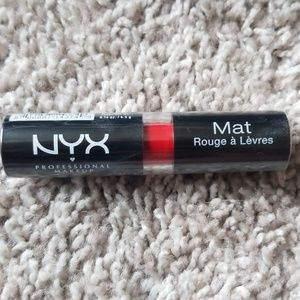 NYX
PROFESSIONAL
MAKEUP
Mat
Rouge à Lèvres